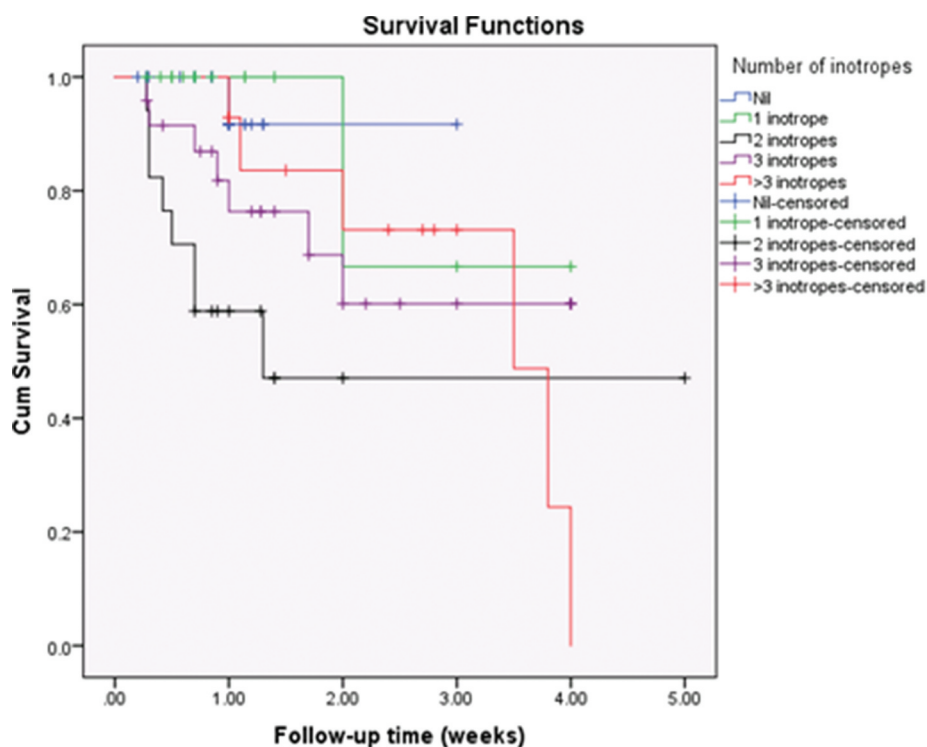 Survival Functions
Number of inotropes
Nil
1 inotrope
2 inotropes
3 inotropes
>3 inotropes
Nil-censored
1 inotrope-censored
2 inotropes-censored
3 inotropes-censored
>3 inotropes-censored
Cum Survival
1.0
0.8
0.6
0.4
0.2
0.0
.00 1.00 2.00 3.00 4.00 5.00
Follow-up time (weeks)